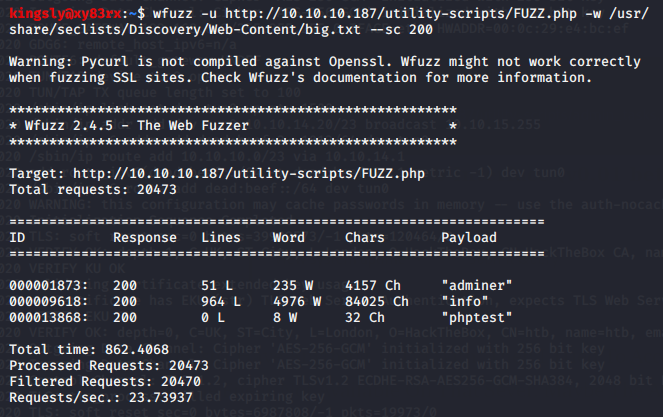 kingsly@xy83rx:~$ wfuzz -u http://10.10.10.187/utility-scripts/FUZZ.php -w /usr/
share/seclists/Discovery/Web-Content/big.txt --sc 200
Warning: Pycurl is not compiled against Openssl. Wfuzz might not work correctly
when fuzzing SSL sites. Check Wfuzz's documentation for more information.
********************************************************
* Wfuzz 2.4.5 - The Web Fuzzer                         *
********************************************************
Target: http://10.10.10.187/utility-scripts/FUZZ.php
Total requests: 20473
===================================================================
ID           Response   Lines    Word     Chars       Payload
===================================================================
000001873:   200        51 L     235 W    4157 Ch     "adminer"
000009618:   200        964 L    4976 W   84025 Ch    "info"
000013868:   200        0 L      8 W      32 Ch       "phptest"
Total time: 862.4068
Processed Requests: 20473
Filtered Requests: 20470
Requests/sec.: 23.73937